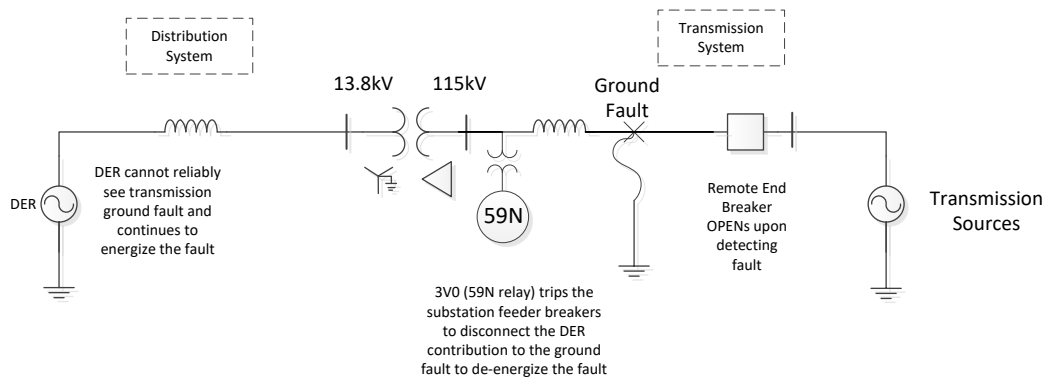 Distribution
System
Transmission
System
13.8kV
115kV
Ground
Fault
DER cannot reliably
see transmission
ground fault and
continues to
energize the fault
DER
59N
Remote End
Breaker
OPENs upon
detecting
fault
Transmission
Sources
3V0 (59N relay) trips the
substation feeder breakers
to disconnect the DER
contribution to the ground
fault to de-energize the fault